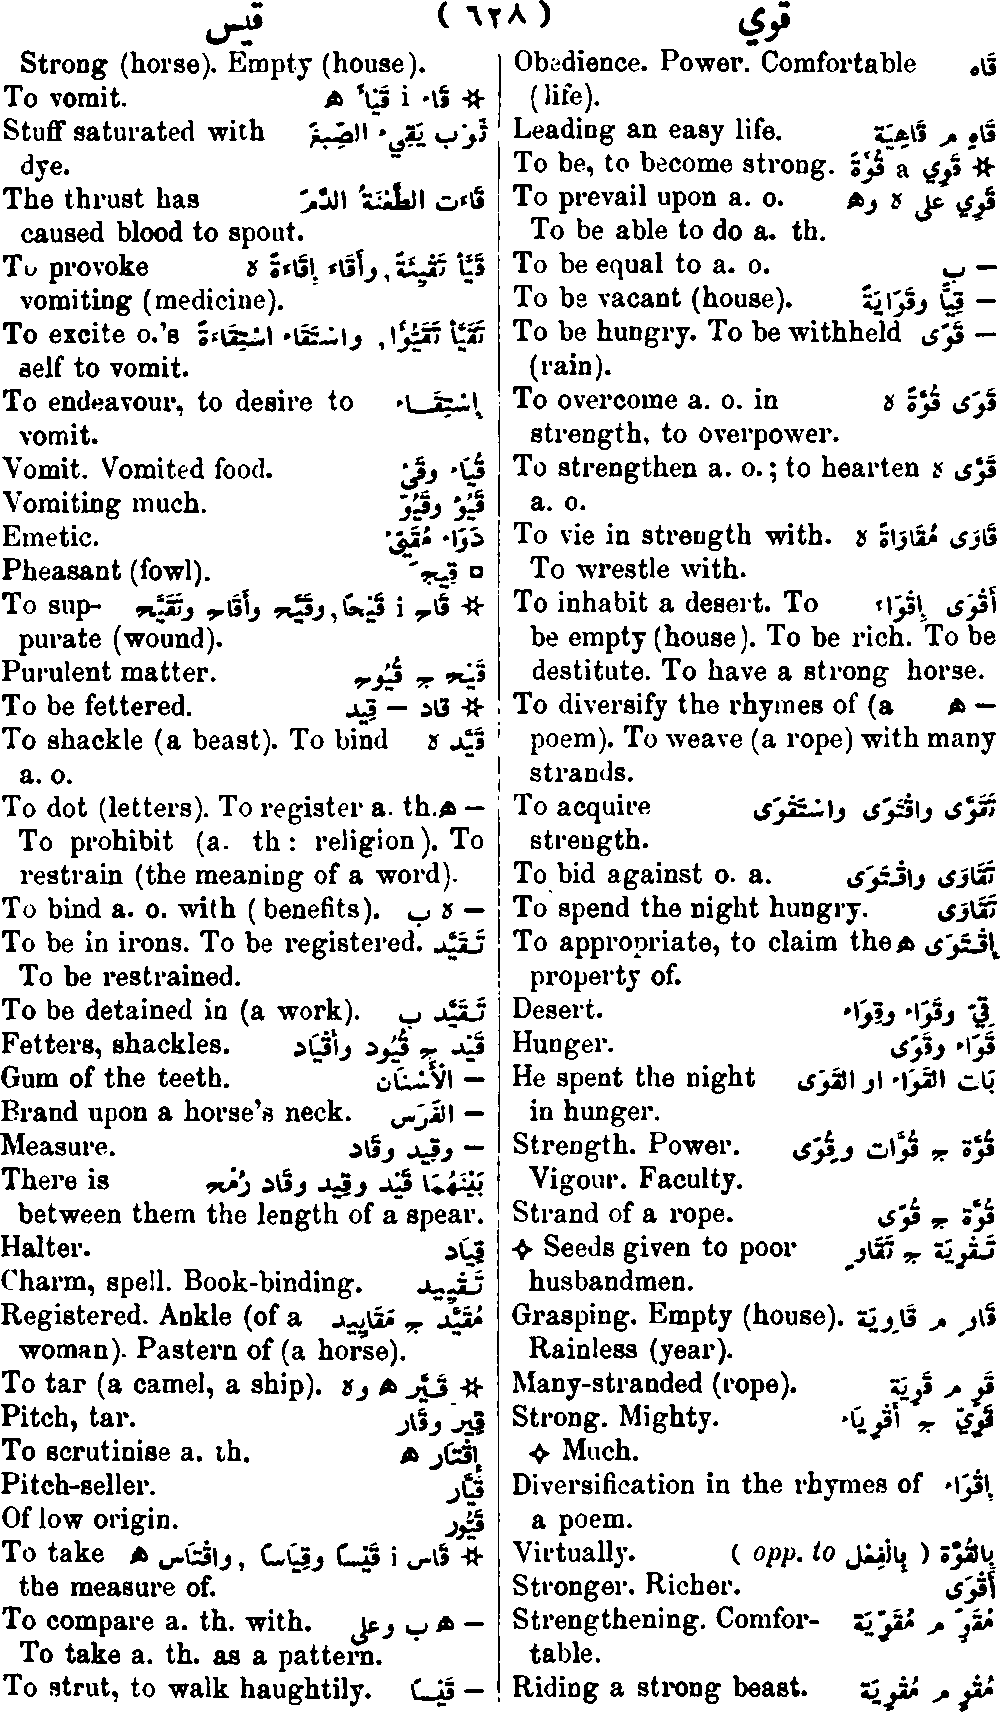 قوي ( ٦٢٨ ) قيس
Obedience. Power. Comfortable قَاه
(life).
Leading an easy life. قَاهٍ م قَاهِيَة
To be, to become strong. ✲ قَوِي a قُوَّةً
To prevail upon a. o. قَوِي على ه وه
To be able to do a. th.
To be equal to a. o. — ب
To be vacant (house). — قِيًّا وقَوَايَةً
To be hungry. To be withheld — قَوًى
(rain).
To overcome a. o. in قَوَى قُوَّةً ه
strength, to overpower.
To strengthen a. o.; to hearten قَوَّى ه
a. o.
To vie in strength with. قَاوَى مُقَاوَاةً ه
To wrestle with.
To inhabit a desert. To أَقْوَى إِقْوَاء
be empty (house). To be rich. To be
destitute. To have a strong horse.
To diversify the rhymes of (a — ه
poem). To weave (a rope) with many
strands.
To acquire تَقَوَّى واقْتَوَى واسْتَقْوَى
strength.
To bid against o. a. تَقَاوَى واقْتَوَى
To spend the night hungry. تَقَاوَى
To appropriate, to claim the إِقْتَوَى ه
property of.
Desert. قِيّ وقَوَاء وقِوَاء
Hunger. قَوَاء وقَوًى
He spent the night بَات القَوَاء او القَوَى
in hunger.
Strength. Power. قُوَّة ج قُوَّات وقُوًى
Vigour. Faculty.
Strand of a rope. قُوَّة ج قُوًى
✧ Seeds given to poor تَـقْوِيَة ج تَقَاوٍ
husbandmen.
Grasping. Empty (house). قَاوٍ م قَاوِيَة
Rainless (year).
Many-stranded (rope). قَوٍ م قَوِيَة
Strong. Mighty. قَوِيّ ج أَقْوِيَاء
✧ Much.
Diversification in the rhymes of إِقْوَاء
a poem.
Virtually. بِالقُوَّة ( opp. to بِالْفِعْل )
Stronger. Richer. أَقْوَى
Strengthening. Comfor- مُقَوٍّ م مُقَوِّيَة
table.
Riding a strong beast. مُقْوٍ م مُقْوِيَة
Strong (horse). Empty (house).
To vomit. ✲ قَاء i قَيْأً ه
Stuff saturated with ثَوْب يَقِيء الصِّبْغَ
dye.
The thrust has قَاءت الطَّعْنَةُ الدَّمَ
caused blood to spout.
To provoke قَيَّأَ تَقْيِئَةً, وأَقَاء إِقَاءةً ه
vomiting (medicine).
To excite o.'s تَقَيَّأَ تَقَيُّؤًا, واسْتَقَاء اسْتِقَاءةً
self to vomit.
To endeavour, to desire to إِسْتِقَـاء
vomit.
Vomit. Vomited food. قُيَاء وقَيْء
Vomiting much. قَيُوْء وقَيُوّ
Emetic. دَوَاء مُقَيِّئ
Pheasant (fowl). ▫ قِيج
To sup- ✲ قَاح i قَيْحًا, وقَيَّح وأَقَاح وتَقَيَّح
purate (wound).
Purulent matter. قَيْح ج قُيُوح
To be fettered. ✲ قاد — قِيد
To shackle (a beast). To bind قَيَّد ه
a. o.
To dot (letters). To register a. th. — ه
To prohibit (a. th : religion). To
restrain (the meaning of a word).
To bind a. o. with (benefits). — ه ب
To be in irons. To be registered. تَـقَيَّد
To be restrained.
To be detained in (a work). تَـقَيَّد ب
Fetters, shackles. قَيْد ج قُيُود وأَقْيَاد
Gum of the teeth. — الْأَسْنَان
Brand upon a horse's neck. — الفَرَس
Measure. — وقِيد وقَاد
There is بَيْنَهُمَا قَيْد وقِيد وقَاد رُمْح
between them the length of a spear.
Halter. قِيَاد
Charm, spell. Book-binding. تَـقْيِيد
Registered. Ankle (of a مُقَيَّد ج مَقَايِيد
woman). Pastern of (a horse).
To tar (a camel, a ship). ✲ قَـيَّر ه وه
Pitch, tar. قِير وقَار
To scrutinise a. th. إِقْتَار ه
Pitch-seller. قَيَّار
Of low origin. قَيُّور
To take ✲ قَاس i قَيْسًا وقِيَاسًا, واقْتَاس ه
the measure of.
To compare a. th. with. — ه ب وعلى
To take a. th. as a pattern.
To strut, to walk haughtily. — قَيْسًا